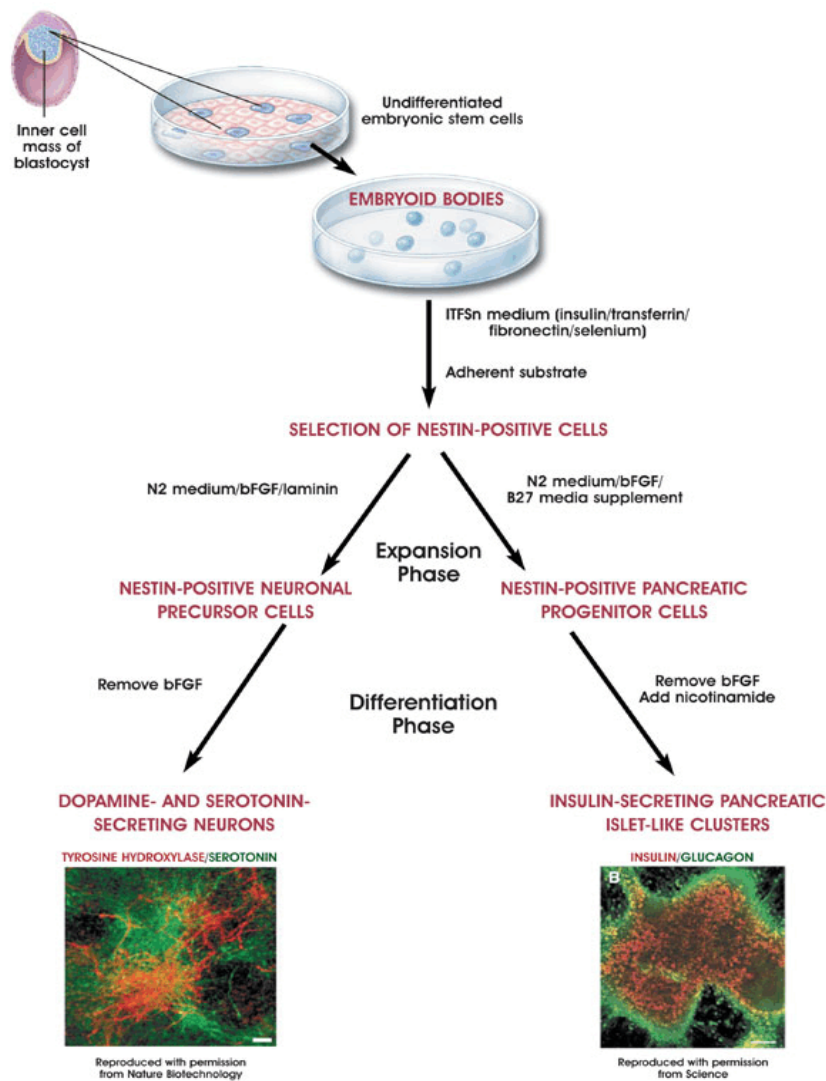 Inner cell
mass of
blastocyst
Undifferentiated
embryonic stem cells
EMBRYOID BODIES
ITFSn medium (insulin/transferrin/
fibronectin/selenium)
Adherent substrate
SELECTION OF NESTIN-POSITIVE CELLS
N2 medium/bFGF/laminin
N2 medium/bFGF/
B27 media supplement
Expansion
Phase
NESTIN-POSITIVE NEURONAL
PRECURSOR CELLS
NESTIN-POSITIVE PANCREATIC
PROGENITOR CELLS
Remove bFGF
Remove bFGF
Add nicotinamide
Differentiation
Phase
DOPAMINE- AND SEROTONIN-
SECRETING NEURONS
INSULIN-SECRETING PANCREATIC
ISLET-LIKE CLUSTERS
TYROSINE HYDROXYLASE/SEROTONIN
INSULIN/GLUCAGON
B
Reproduced with permission
from Nature Biotechnology
Reproduced with permission
from Science